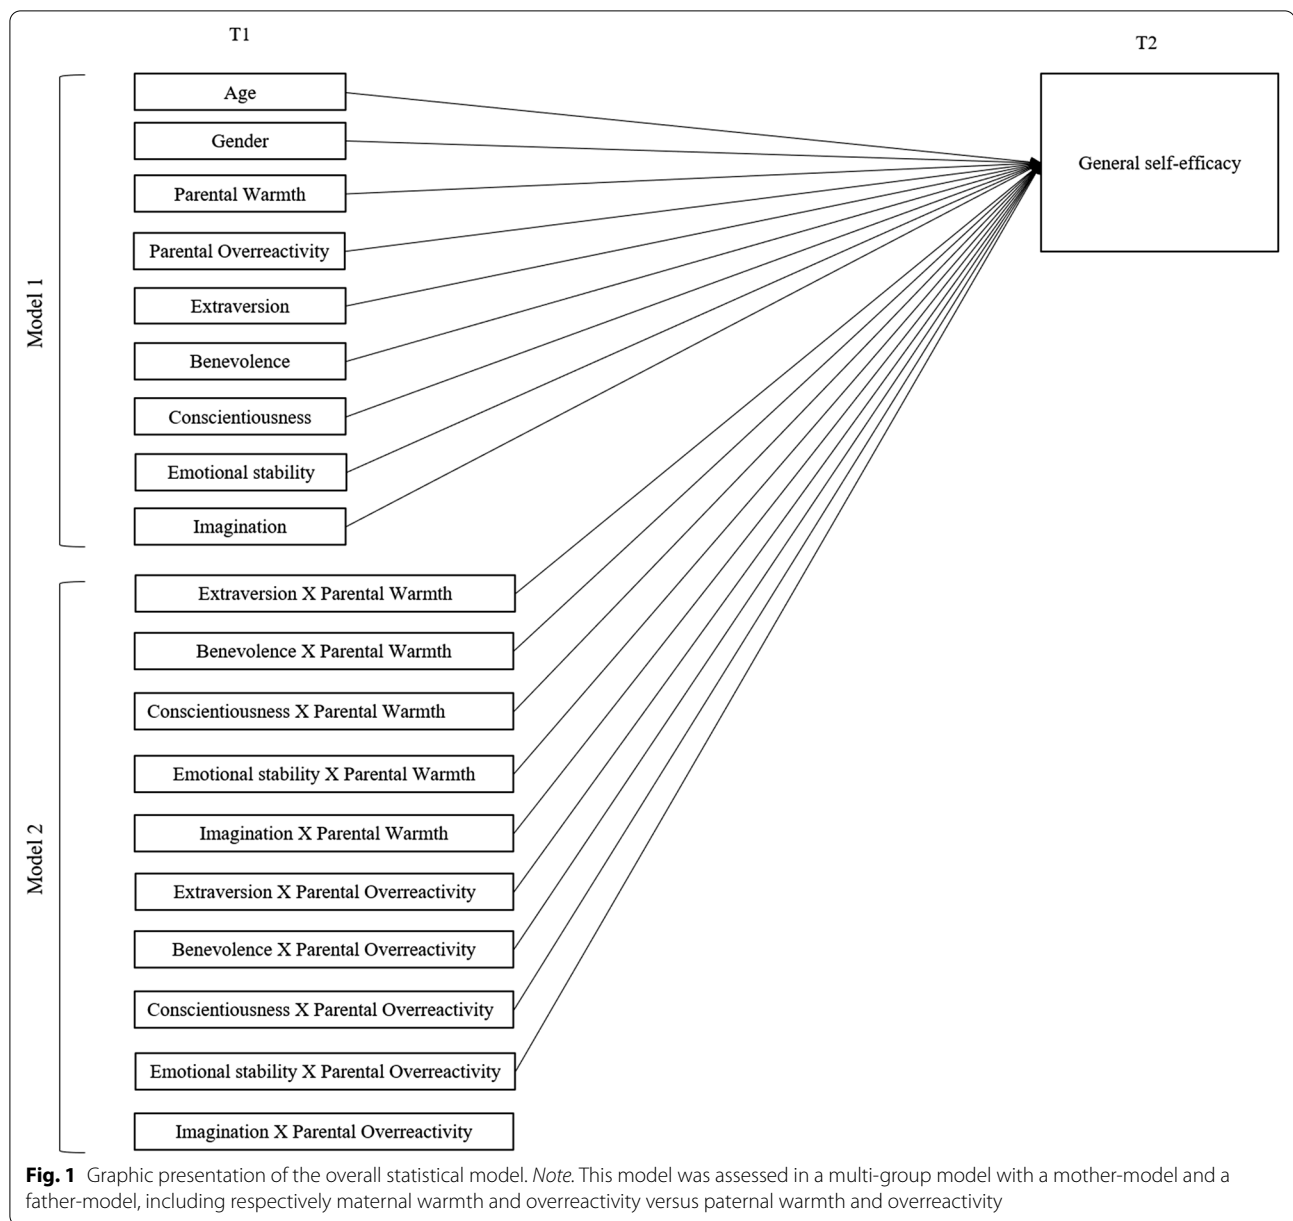 T1
T2
Model 1
Age
Gender
Parental Warmth
Parental Overreactivity
Extraversion
Benevolence
Conscientiousness
Emotional stability
Imagination
General self-efficacy
Model 2
Extraversion X Parental Warmth
Benevolence X Parental Warmth
Conscientiousness X Parental Warmth
Emotional stability X Parental Warmth
Imagination X Parental Warmth
Extraversion X Parental Overreactivity
Benevolence X Parental Overreactivity
Conscientiousness X Parental Overreactivity
Emotional stability X Parental Overreactivity
Imagination X Parental Overreactivity
Fig. 1 Graphic presentation of the overall statistical model. Note. This model was assessed in a multi-group model with a mother-model and a
father-model, including respectively maternal warmth and overreactivity versus paternal warmth and overreactivity